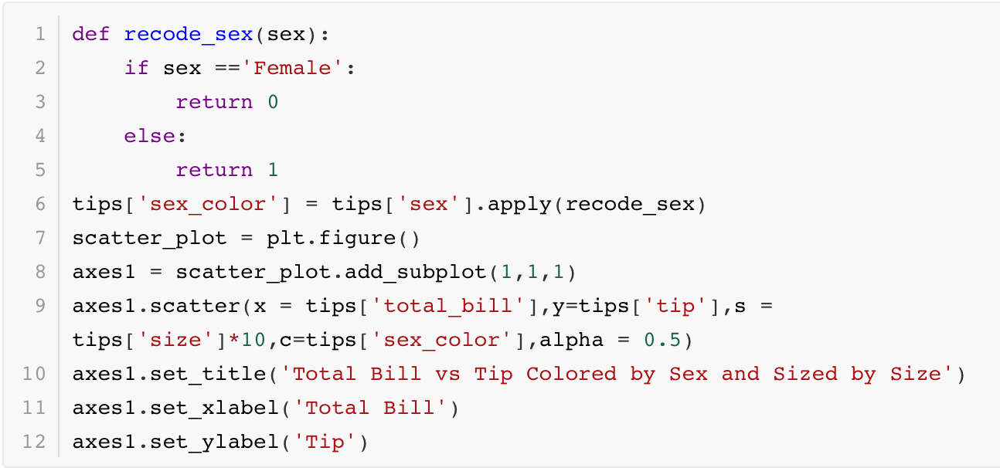 1 def recode_sex(sex):
2     if sex =='Female':
3         return 0
4     else:
5         return 1
6 tips['sex_color'] = tips['sex'].apply(recode_sex)
7 scatter_plot = plt.figure()
8 axes1 = scatter_plot.add_subplot(1,1,1)
9 axes1.scatter(x = tips['total_bill'],y=tips['tip'],s =
tips['size']*10,c=tips['sex_color'],alpha = 0.5)
10 axes1.set_title('Total Bill vs Tip Colored by Sex and Sized by Size')
11 axes1.set_xlabel('Total Bill')
12 axes1.set_ylabel('Tip')